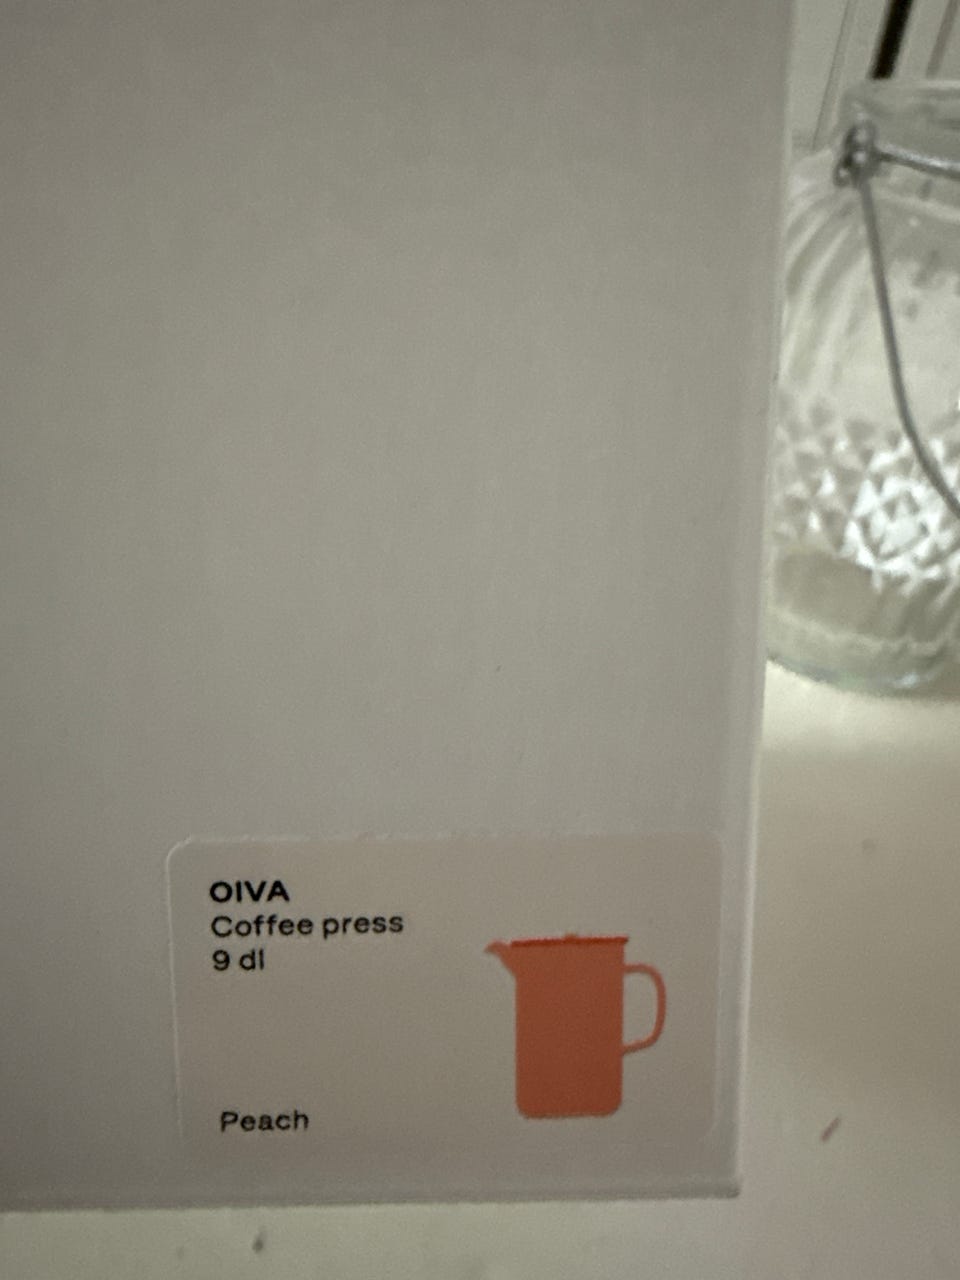 OIVA
Coffee press
9 dl
Peach